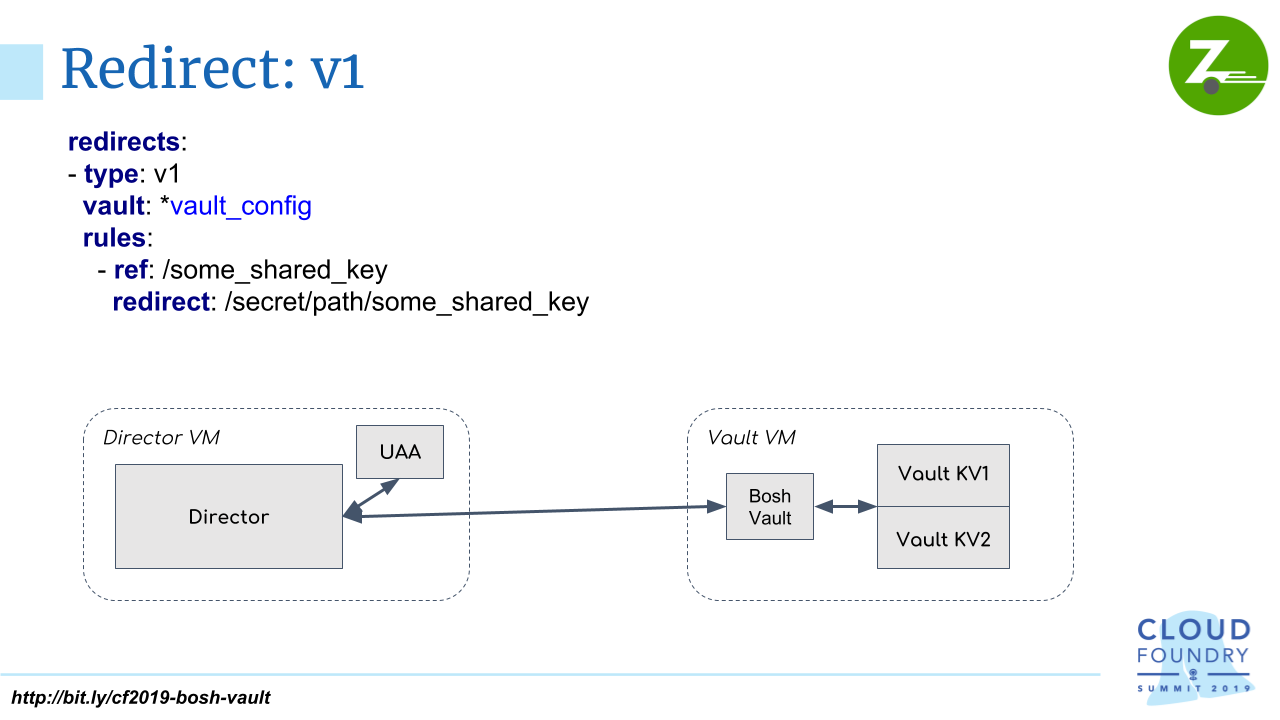 Redirect: v1
Z
redirects:
- type: v1
  vault: *vault_config
  rules:
    - ref: /some_shared_key
      redirect: /secret/path/some_shared_key
Director VM
UAA
Director
Vault VM
Bosh
Vault
Vault KV1
Vault KV2
CLOUD
FOUNDRY
SUMMIT 2019
http://bit.ly/cf2019-bosh-vault